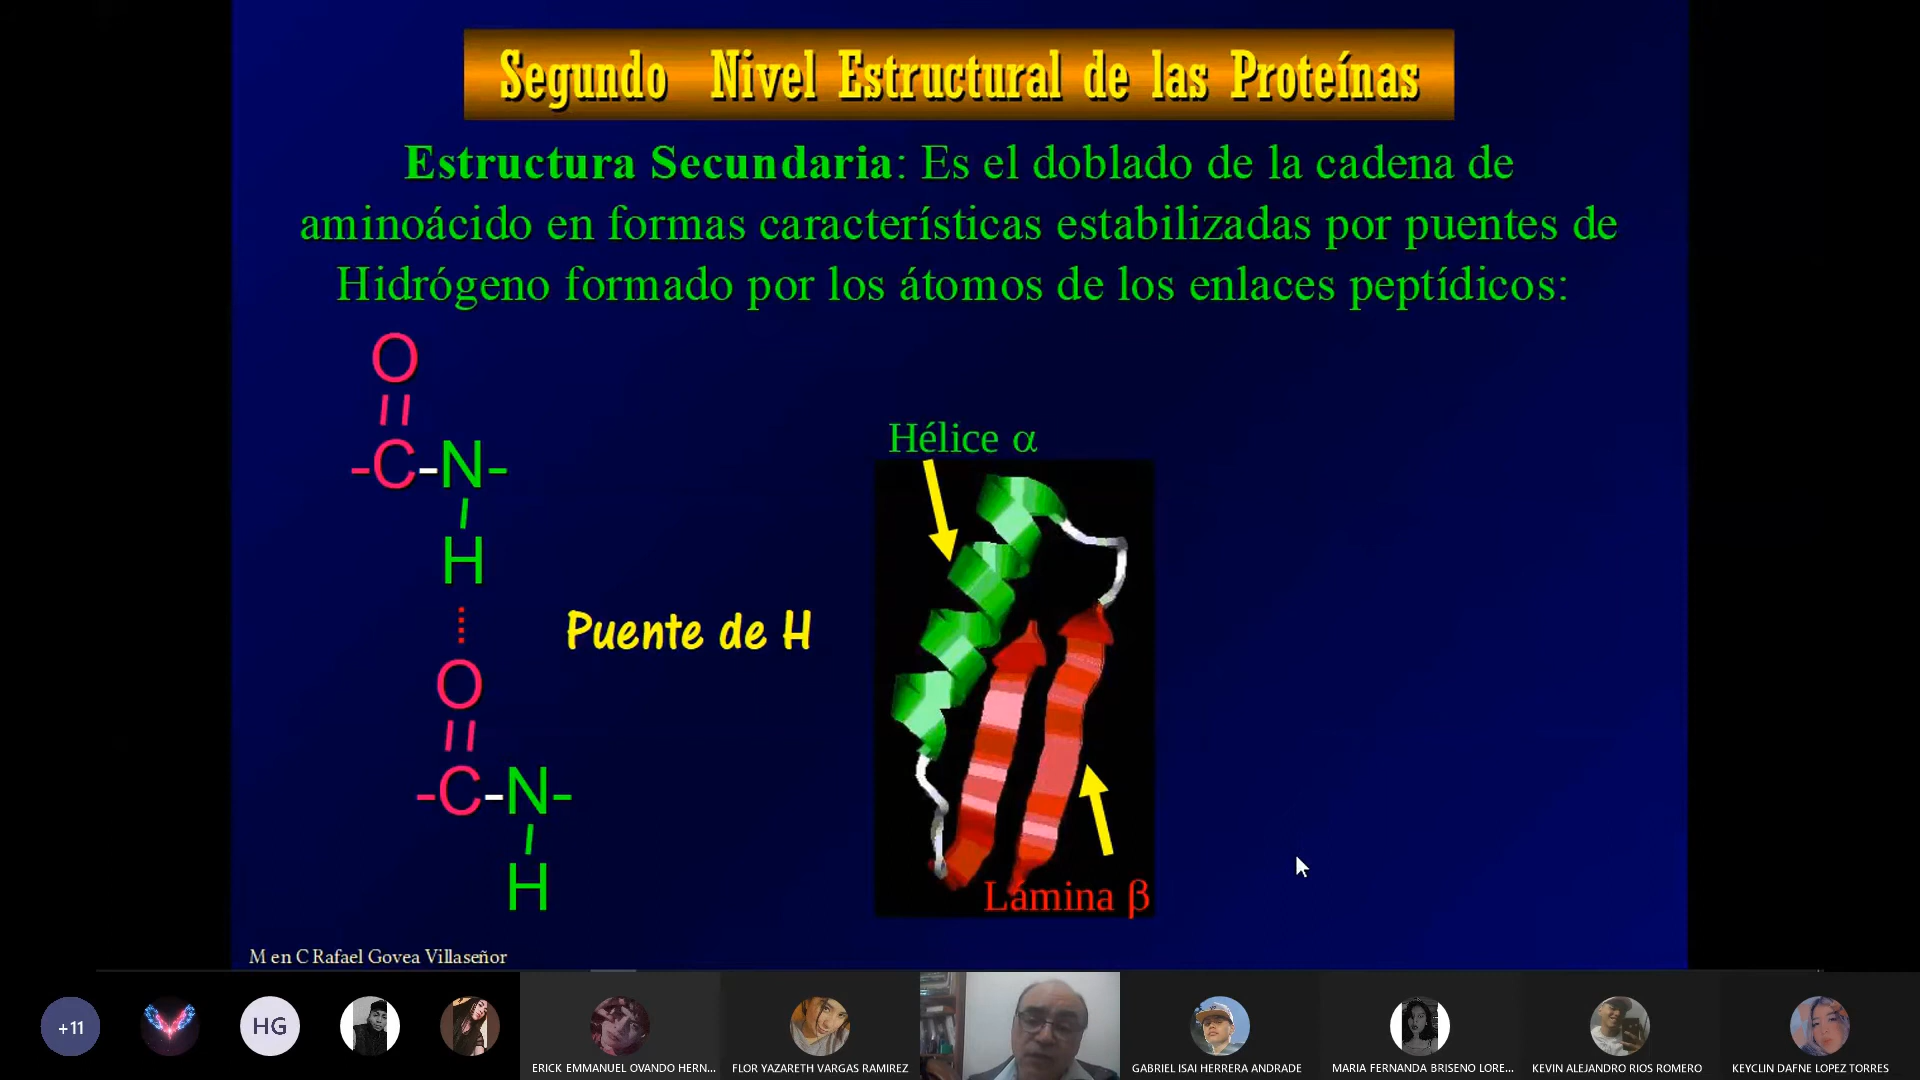 Segundo Nivel Estructural de las Proteínas
Estructura Secundaria: Es el doblado de la cadena de
aminoácido en formas características estabilizadas por puentes de
Hidrógeno formado por los átomos de los enlaces peptídicos:
O
-C-N-
H
Puente de H
O
-C-N-
H
Hélice α
Lámina β
M en C Rafael Govea Villaseñor
+11
HG
ERICK EMMANUEL OVANDO HERN...
FLOR YAZARETH VARGAS RAMIREZ
GABRIEL ISAI HERRERA ANDRADE
MARIA FERNANDA BRISENO LORE...
KEVIN ALEJANDRO RIOS ROMERO
KEYCLIN DAFNE LOPEZ TORRES